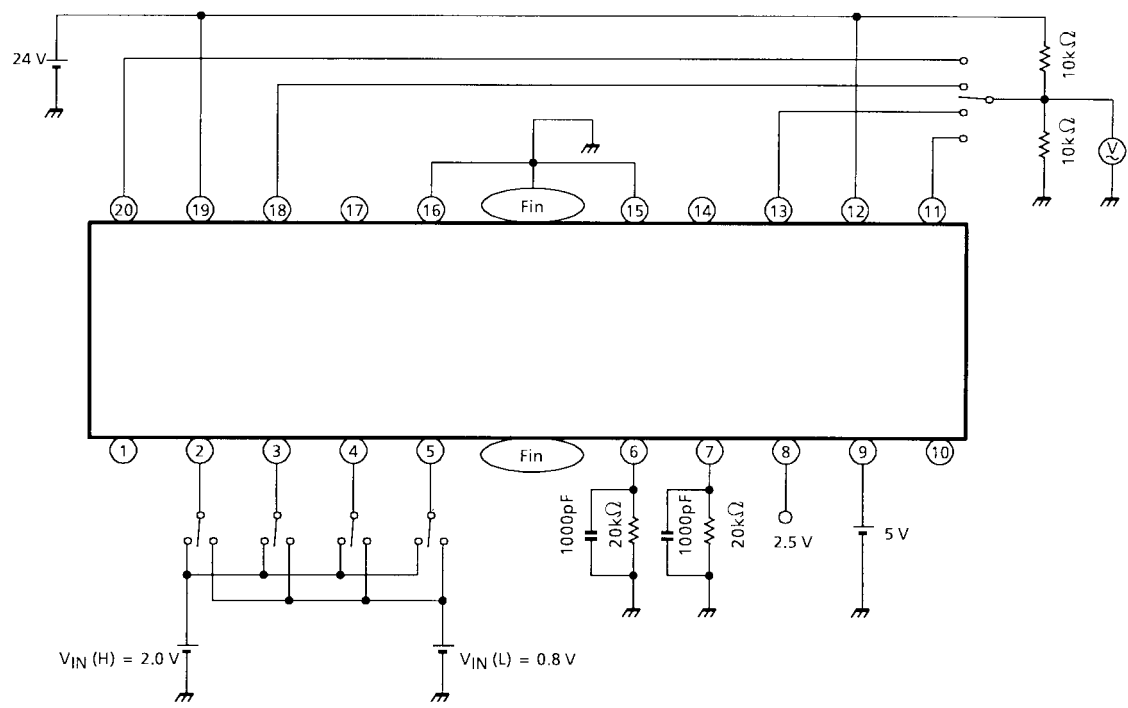 24 V
10kΩ
10kΩ
V
20 19 18 17 16 Fin 15 14 13 12 11
1 2 3 4 5 Fin 6 7 8 9 10
1000pF 20kΩ 1000pF 20kΩ 2.5 V 5 V
VIN (H) = 2.0 V VIN (L) = 0.8 V